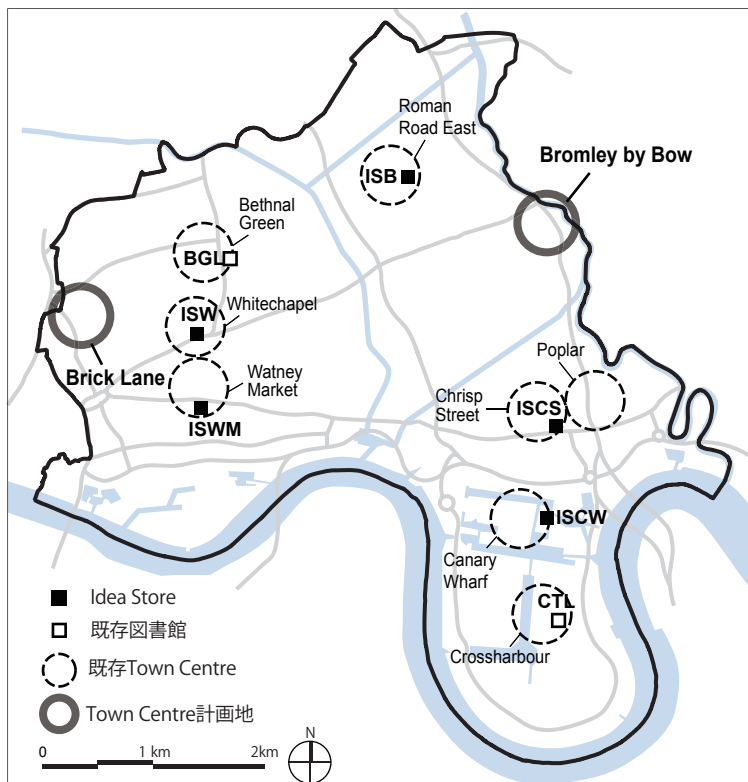 Roman
Road East
ISB
Bromley by Bow
Bethnal
Green
BGL
ISW
Whitechapel
Brick Lane
Watney
Market
ISWM
Poplar
Chrisp
Street
ISCS
ISCW
Canary
Wharf
CTL
Crossharbour
Idea Store
既存図書館
既存Town Centre
Town Centre計画地
0 1 km 2km
N